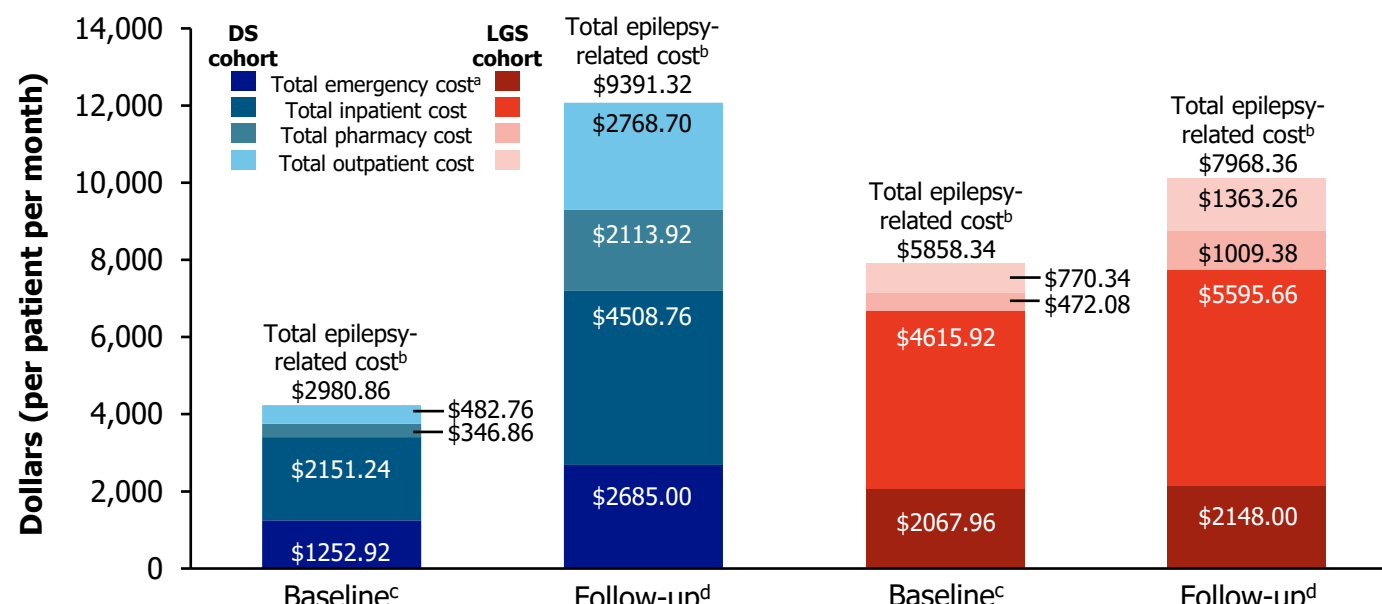 Dollars (per patient per month)
14,000
12,000
10,000
8,000
6,000
4,000
2,000
0
DS
cohort
LGS
cohort
Total emergency costᵃ
Total inpatient cost
Total pharmacy cost
Total outpatient cost
Total epilepsy-
related costᵇ
$2980.86
$482.76
$346.86
$2151.24
$1252.92
Baselineᶜ
Total epilepsy-
related costᵇ
$9391.32
$2768.70
$2113.92
$4508.76
$2685.00
Follow-upᵈ
Total epilepsy-
related costᵇ
$5858.34
$770.34
$472.08
$4615.92
$2067.96
Baselineᶜ
Total epilepsy-
related costᵇ
$7968.36
$1363.26
$1009.38
$5595.66
$2148.00
Follow-upᵈ